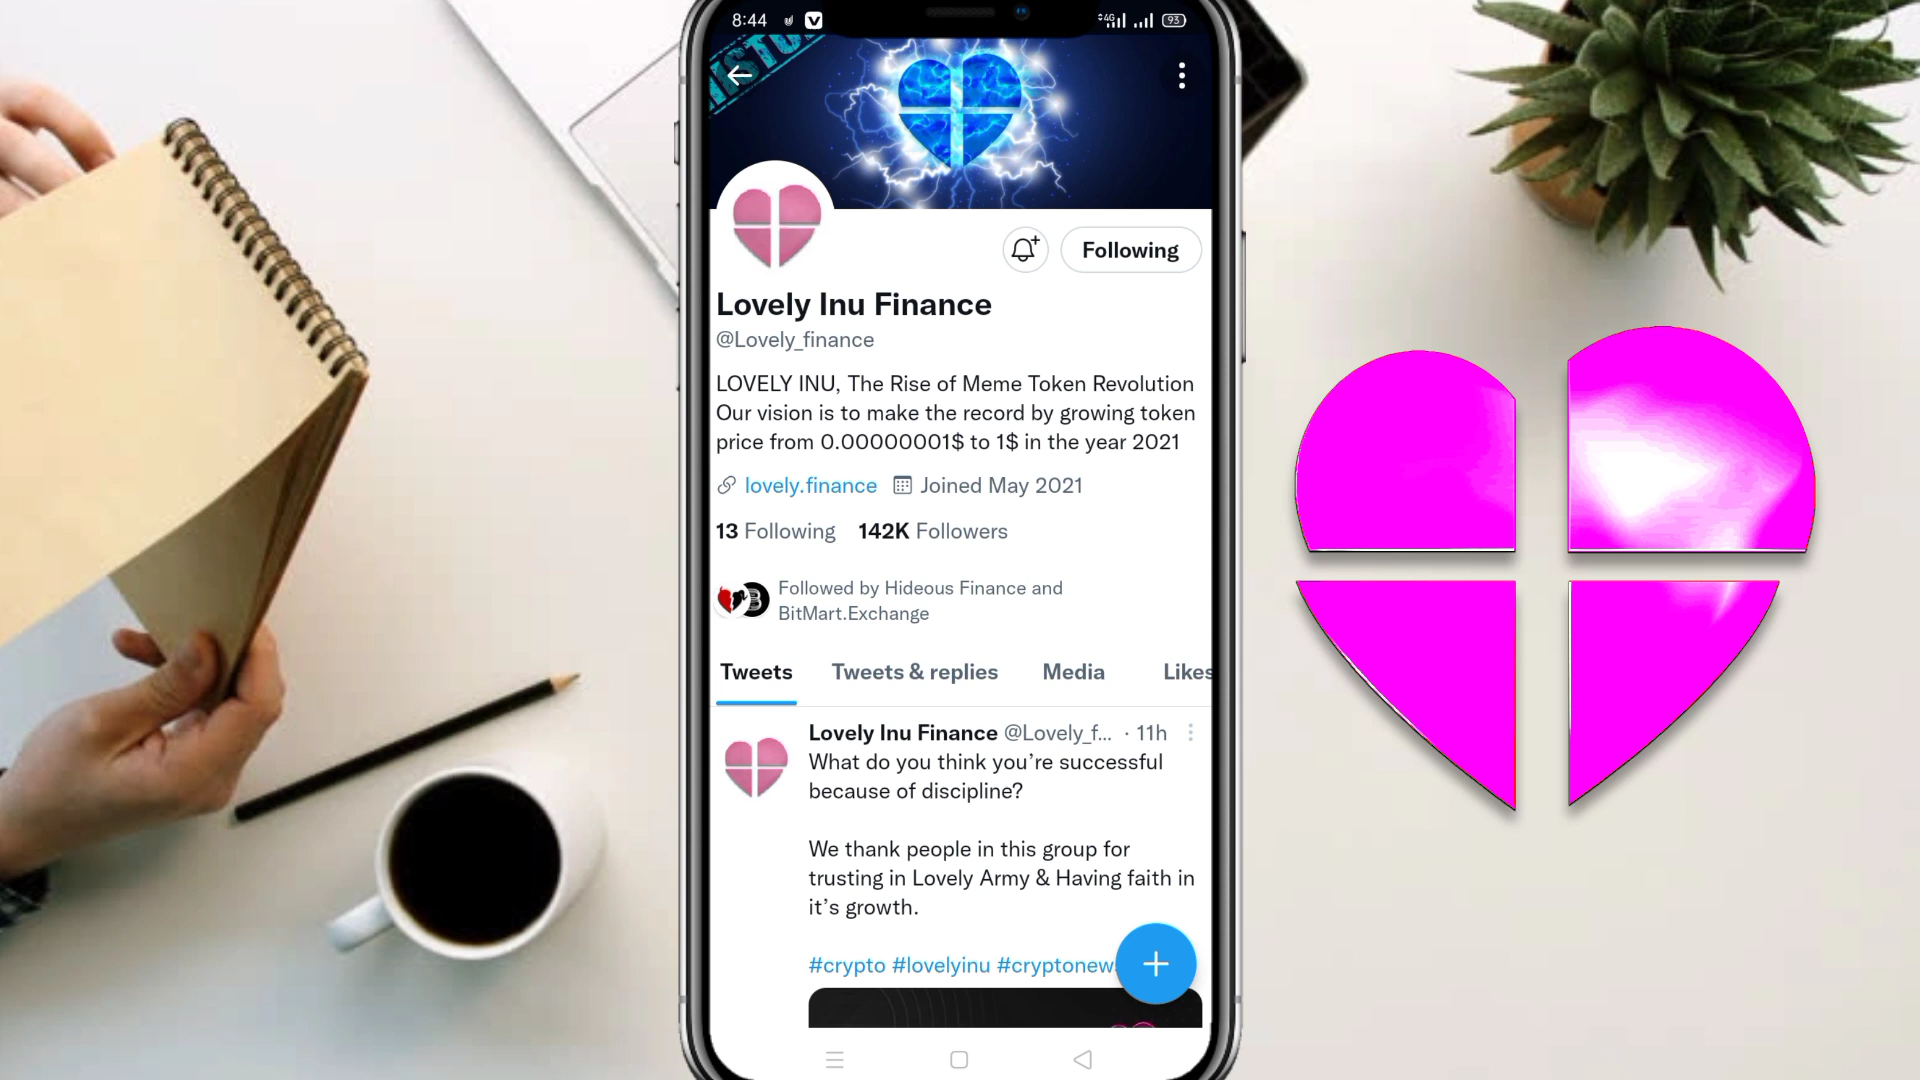 8:44
4G
93
Following
Lovely Inu Finance
@Lovely_finance
LOVELY INU, The Rise of Meme Token Revolution
Our vision is to make the record by growing token
price from 0.00000001$ to 1$ in the year 2021
lovely.finance Joined May 2021
13 Following 142K Followers
Followed by Hideous Finance and
BitMart.Exchange
Tweets Tweets & replies Media Likes
Lovely Inu Finance @Lovely_f... · 11h
What do you think you’re successful
because of discipline?
We thank people in this group for
trusting in Lovely Army & Having faith in
it’s growth.
#crypto #lovelyinu #cryptonew